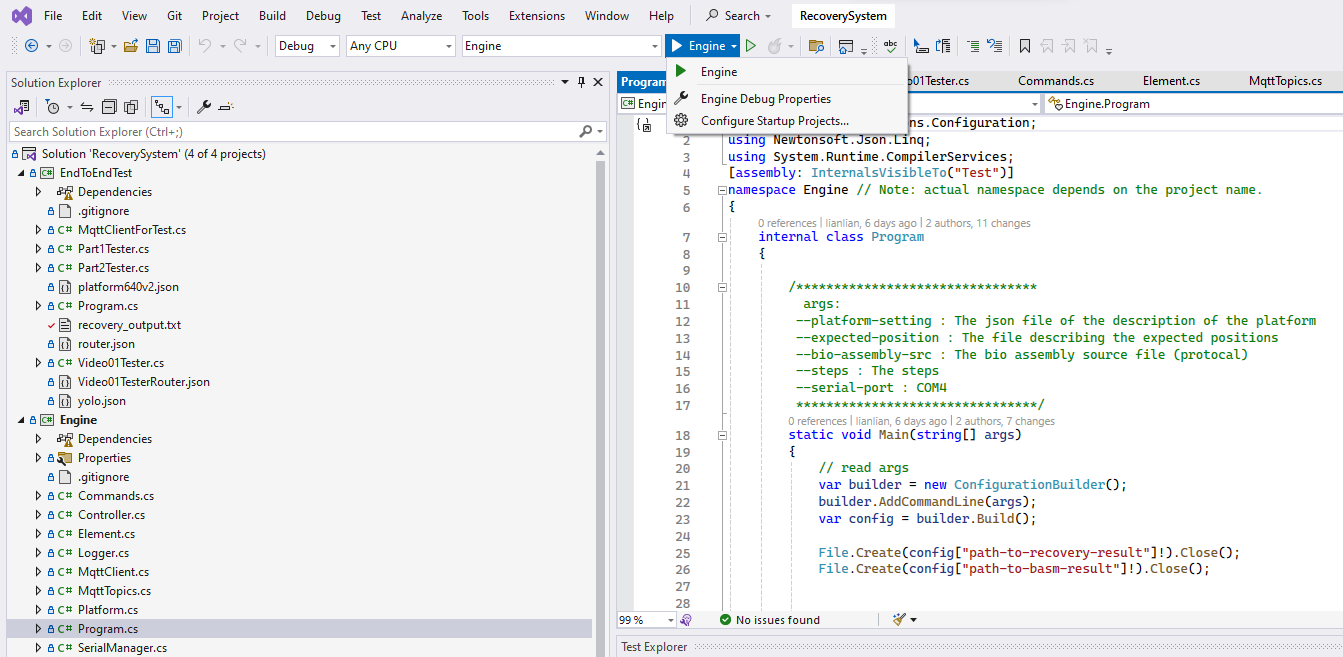 File Edit View Git Project Build Debug Test Analyze Tools Extensions Window Help Search RecoverySystem
Debug Any CPU Engine Engine
Engine
Engine Debug Properties
Configure Startup Projects...
Solution Explorer
Search Solution Explorer (Ctrl+;)
Solution 'RecoverySystem' (4 of 4 projects)
EndToEndTest
Dependencies
.gitignore
MqttClientForTest.cs
Part1Tester.cs
Part2Tester.cs
platform640v2.json
Program.cs
recovery_output.txt
router.json
Video01Tester.cs
Video01TesterRouter.json
yolo.json
Engine
Dependencies
Properties
.gitignore
Commands.cs
Controller.cs
Element.cs
Logger.cs
MqttClient.cs
MqttTopics.cs
Platform.cs
Program.cs
SerialManager.cs
Program o01Tester.cs Commands.cs Element.cs MqttTopics.cs
Engin Engine.Program
ns.Configuration;
2 using Newtonsoft.Json.Linq;
3 using System.Runtime.CompilerServices;
4 [assembly: InternalsVisibleTo("Test")]
5 namespace Engine // Note: actual namespace depends on the project name.
6 {
0 references | lianlian, 6 days ago | 2 authors, 11 changes
7 internal class Program
8 {
9
10 /********************************
11 args:
12 --platform-setting : The json file of the description of the platform
13 --expected-position : The file describing the expected positions
14 --bio-assembly-src : The bio assembly source file (protocal)
15 --steps : The steps
16 --serial-port : COM4
17 ********************************/
0 references | lianlian, 6 days ago | 2 authors, 7 changes
18 static void Main(string[] args)
19 {
20 // read args
21 var builder = new ConfigurationBuilder();
22 builder.AddCommandLine(args);
23 var config = builder.Build();
24
25 File.Create(config["path-to-recovery-result"]!).Close();
26 File.Create(config["path-to-basm-result"]!).Close();
27
28
99 % No issues found
Test Explorer